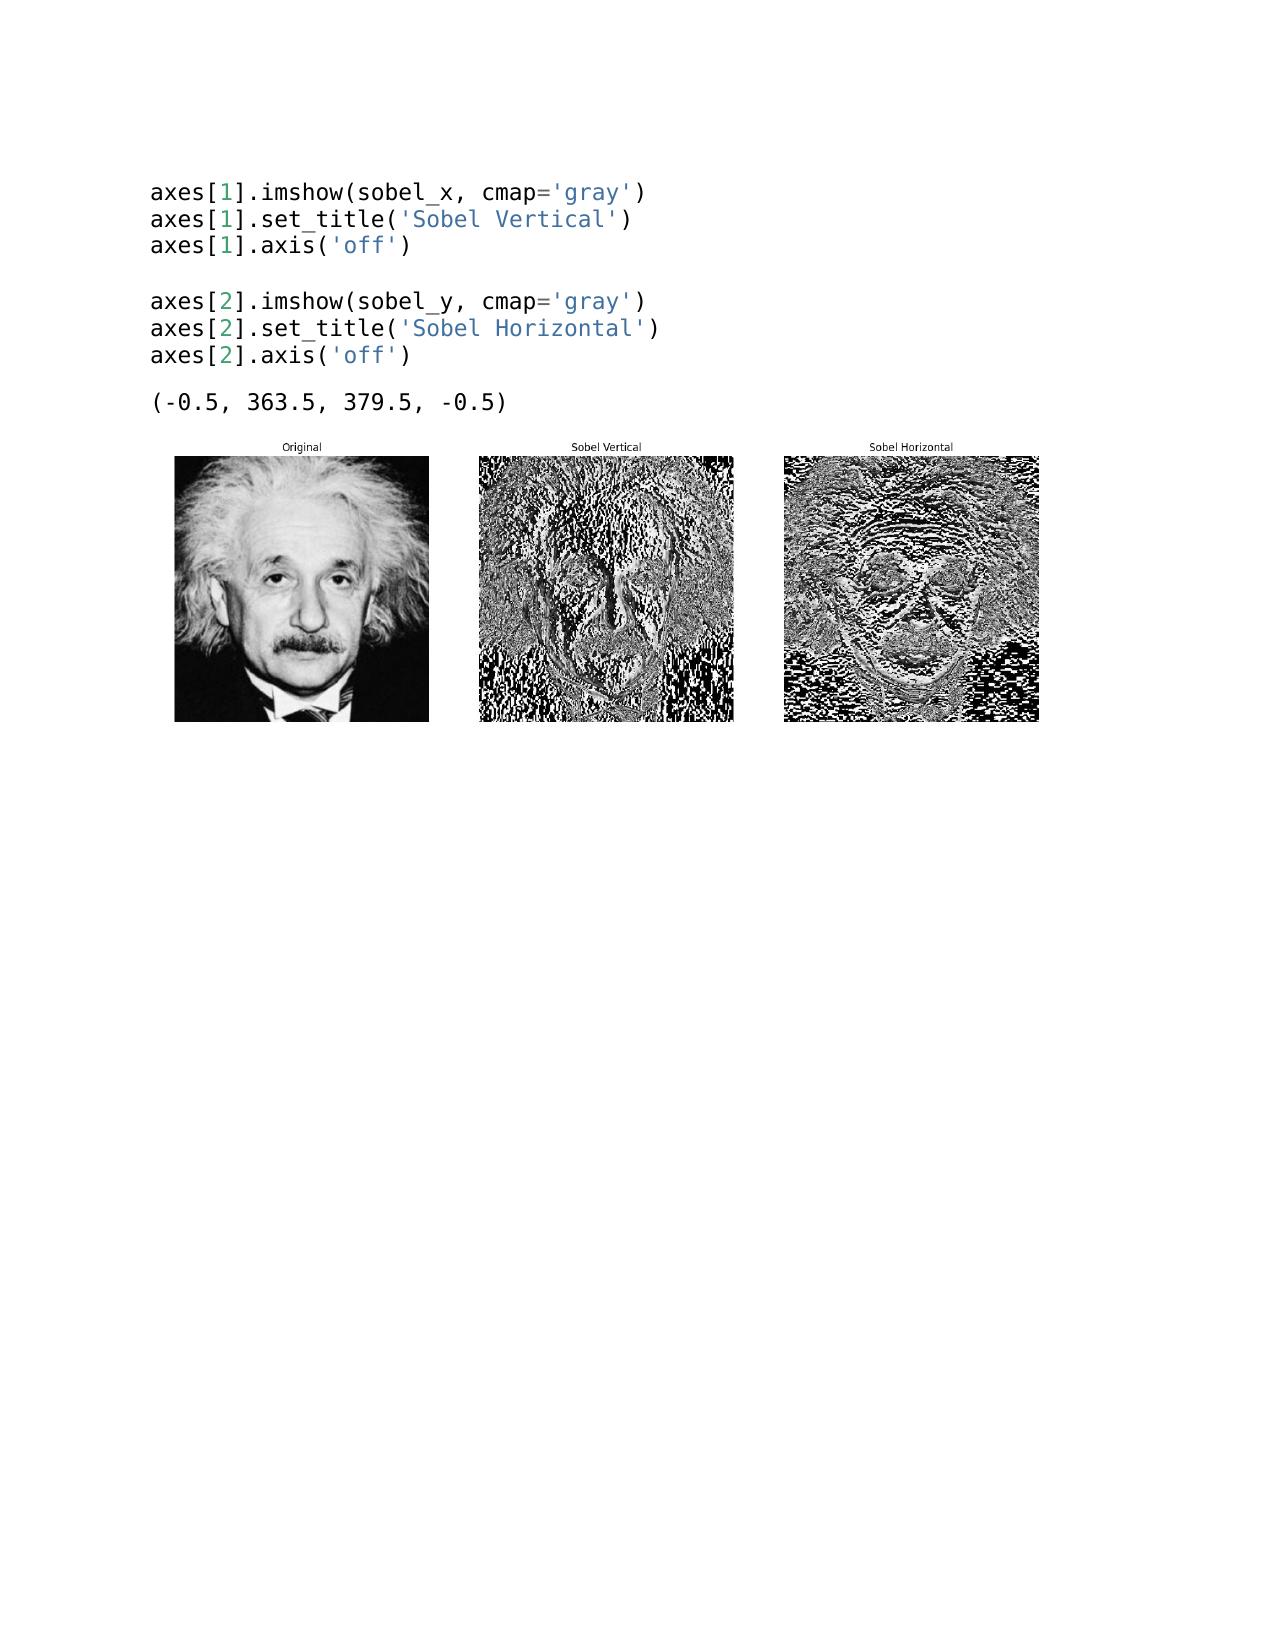 axes[1].imshow(sobel_x, cmap='gray')
axes[1].set_title('Sobel Vertical')
axes[1].axis('off')
axes[2].imshow(sobel_y, cmap='gray')
axes[2].set_title('Sobel Horizontal')
axes[2].axis('off')
(-0.5, 363.5, 379.5, -0.5)
Original
Sobel Vertical
Sobel Horizontal